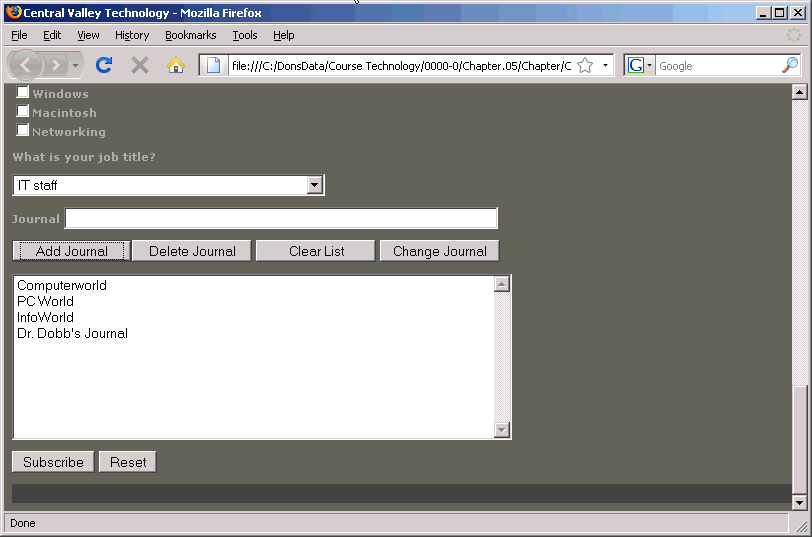 Central Valley Technology - Mozilla Firefox
File Edit View History Bookmarks Tools Help
file:///C:/DonsData/Course Technology/0000-0/Chapter.05/Chapter/C
G Google
Windows
Macintosh
Networking
What is your job title?
IT staff
Journal
Add Journal Delete Journal Clear List Change Journal
Computerworld
PC World
InfoWorld
Dr. Dobb's Journal
Subscribe Reset
Done